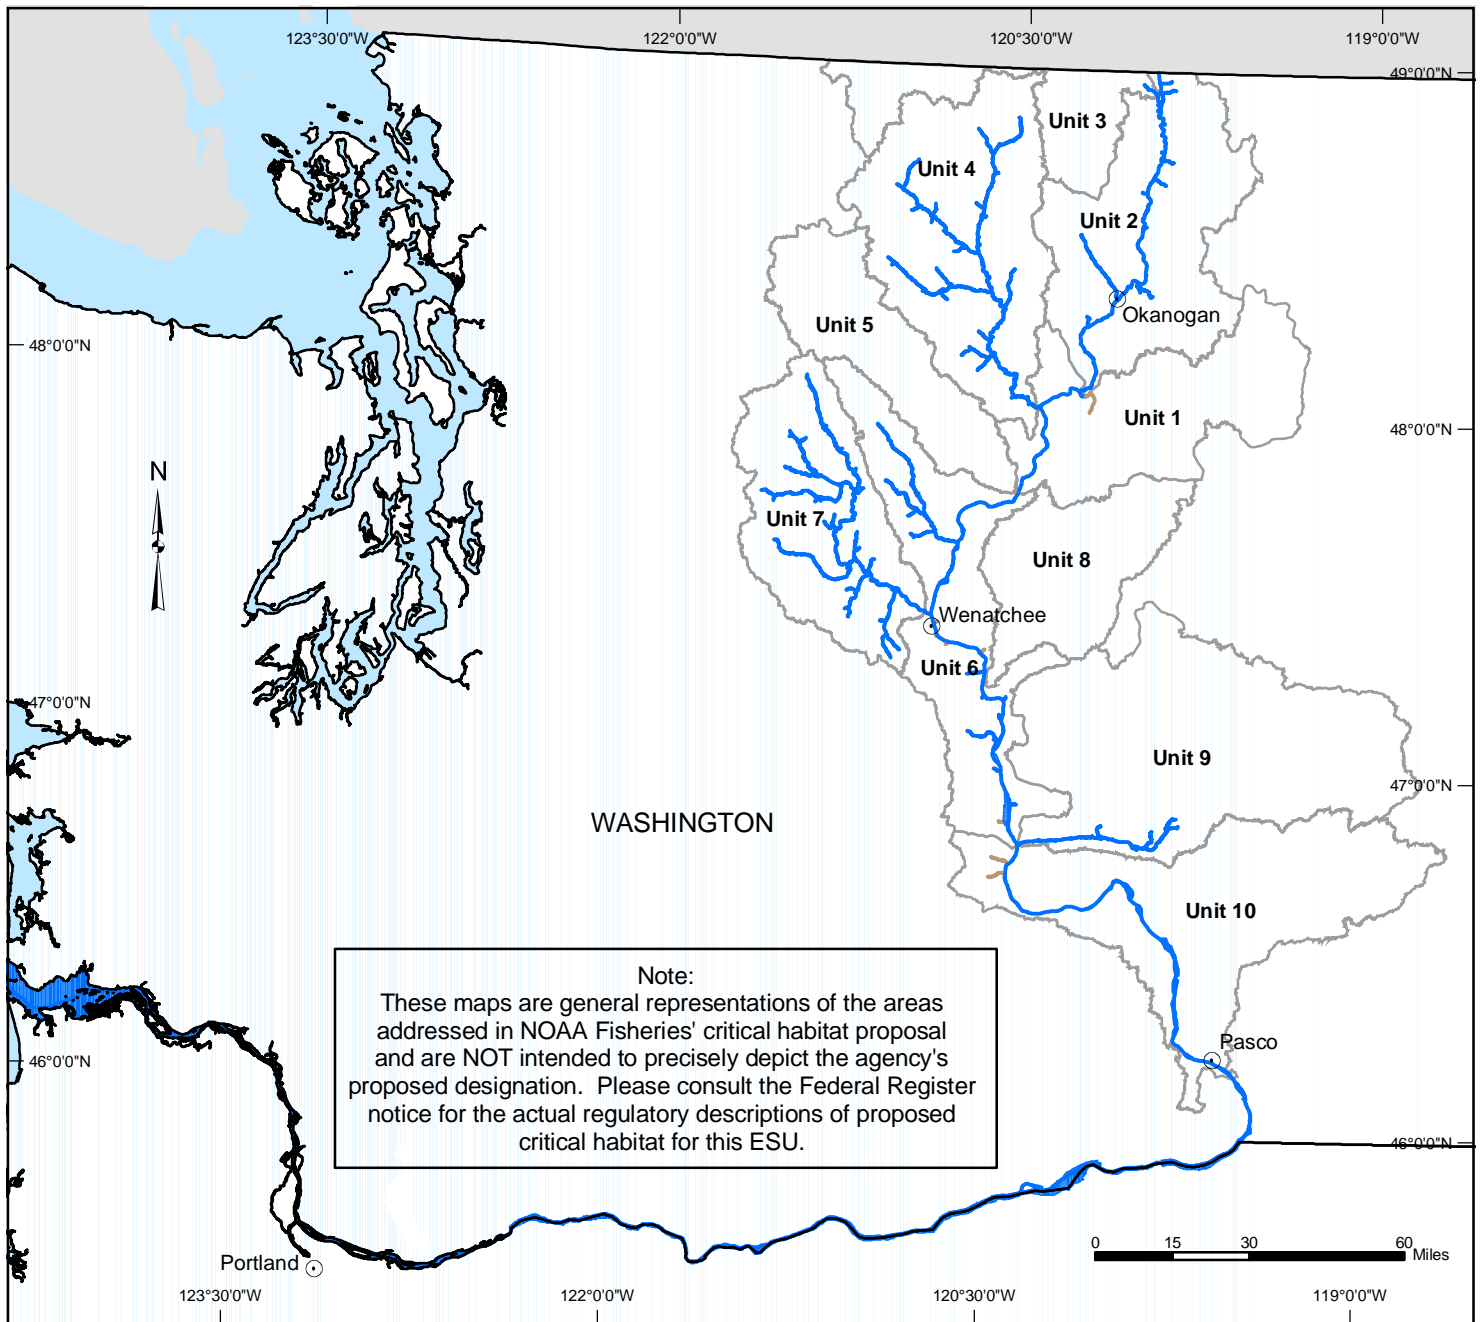 123°30'0"W
122°0'0"W
120°30'0"W
119°0'0"W
49°0'0"N
Unit 3
Unit 4
Unit 2
Okanogan
Unit 5
48°0'0"N
Unit 1
48°0'0"N
N
Unit 7
Unit 8
Wenatchee
Unit 6
47°0'0"N
Unit 9
47°0'0"N
WASHINGTON
Unit 10
Note:
These maps are general representations of the areas
addressed in NOAA Fisheries' critical habitat proposal
and are NOT intended to precisely depict the agency's
proposed designation. Please consult the Federal Register
notice for the actual regulatory descriptions of proposed
critical habitat for this ESU.
Pasco
46°0'0"N
46°0'0"N
Portland
0 15 30 60
Miles
123°30'0"W
122°0'0"W
120°30'0"W
119°0'0"W